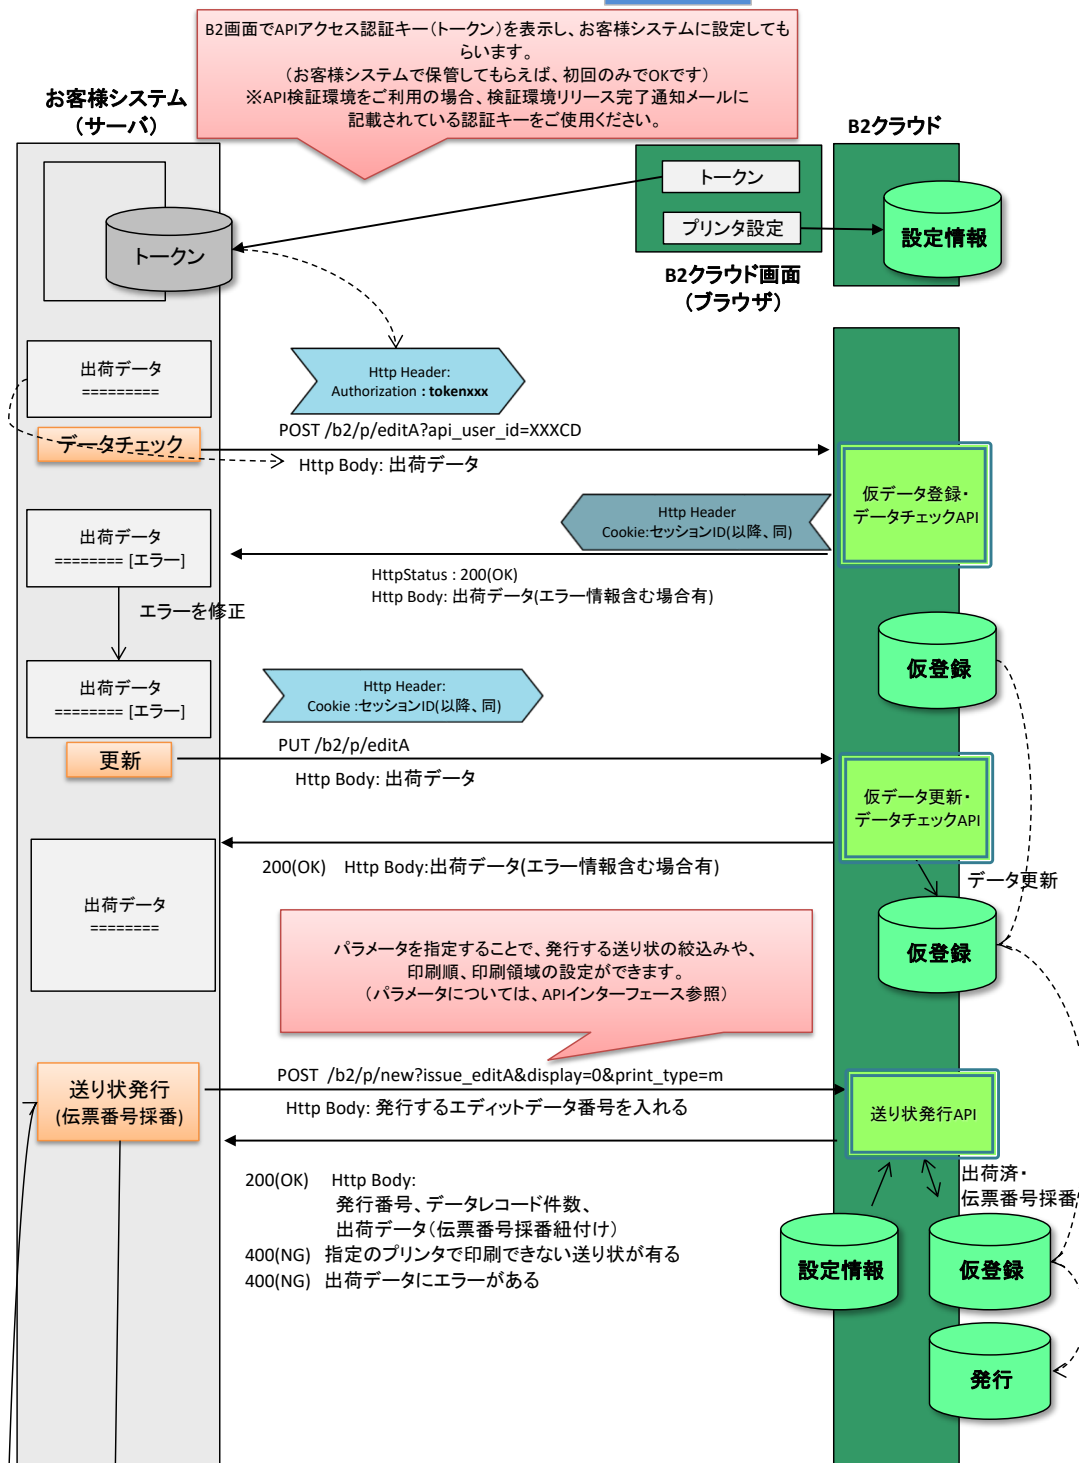 B2画面でAPIアクセス認証キー（トークン）を表示し、お客様システムに設定しても
らいます。
（お客様システムで保管してもらえば、初回のみでOKです）
※API検証環境をご利用の場合、検証環境リリース完了通知メールに
記載されている認証キーをご使用ください。
お客様システム
（サーバ）
B2クラウド
トークン
プリンタ設定
設定情報
トークン
B2クラウド画面
（ブラウザ）
出荷データ
=========
Http Header:
Authorization : tokenxxx
POST /b2/p/editA?api_user_id=XXXCD
データチェック
Http Body: 出荷データ
仮データ登録・
データチェックAPI
Http Header
Cookie:セッションID(以降、同)
出荷データ
======== [エラー]
HttpStatus : 200(OK)
Http Body: 出荷データ(エラー情報含む場合有)
エラーを修正
仮登録
出荷データ
======== [エラー]
Http Header:
Cookie :セッションID(以降、同)
更新
PUT /b2/p/editA
Http Body: 出荷データ
仮データ更新・
データチェックAPI
200(OK) Http Body:出荷データ(エラー情報含む場合有)
データ更新
出荷データ
========
仮登録
パラメータを指定することで、発行する送り状の絞込みや、
印刷順、印刷領域の設定ができます。
（パラメータについては、APIインターフェース参照）
送り状発行
(伝票番号採番)
POST /b2/p/new?issue_editA&display=0&print_type=m
Http Body: 発行するエディットデータ番号を入れる
送り状発行API
出荷済・
伝票番号採番
200(OK) Http Body:
発行番号、データレコード件数、
出荷データ（伝票番号採番紐付け）
400(NG) 指定のプリンタで印刷できない送り状が有る
400(NG) 出荷データにエラーがある
設定情報
仮登録
発行